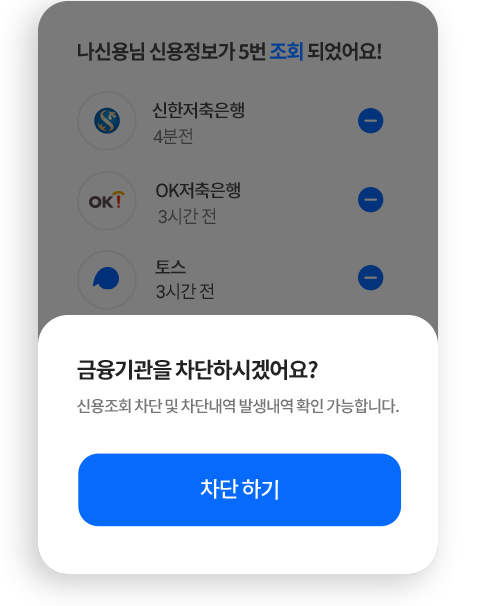 나신용님 신용정보가 5번 조회 되었어요!
신한저축은행
4분전
OK!
OK저축은행
3시간 전
토스
3시간 전
금융기관을 차단하시겠어요?
신용조회 차단 및 차단내역 발생내역 확인 가능합니다.
차단 하기